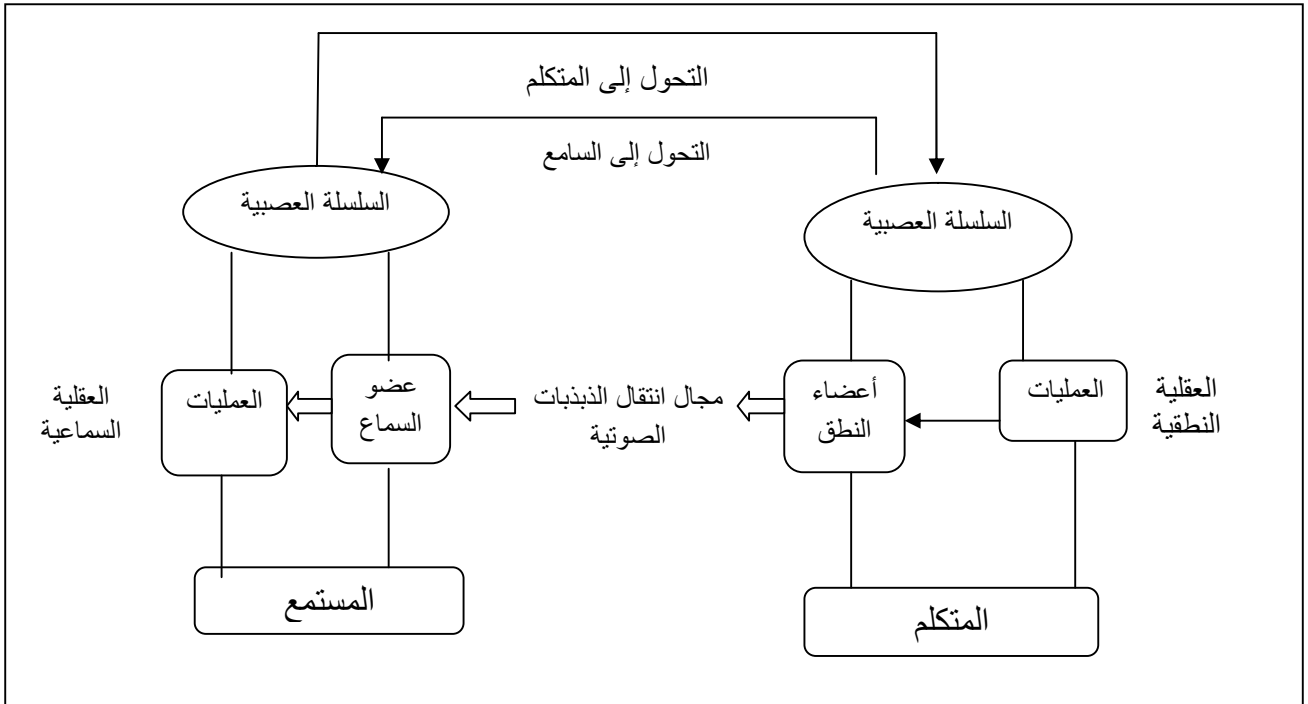 التحول إلى المتكلم
التحول إلى السامع
السلسلة العصبية
السلسلة العصبية
العقلية
النطقية
العمليات
أعضاء
النطق
مجال انتقال الذبذبات
الصوتية
عضو
السماع
العمليات
العقلية
السماعية
المتكلم
المستمع